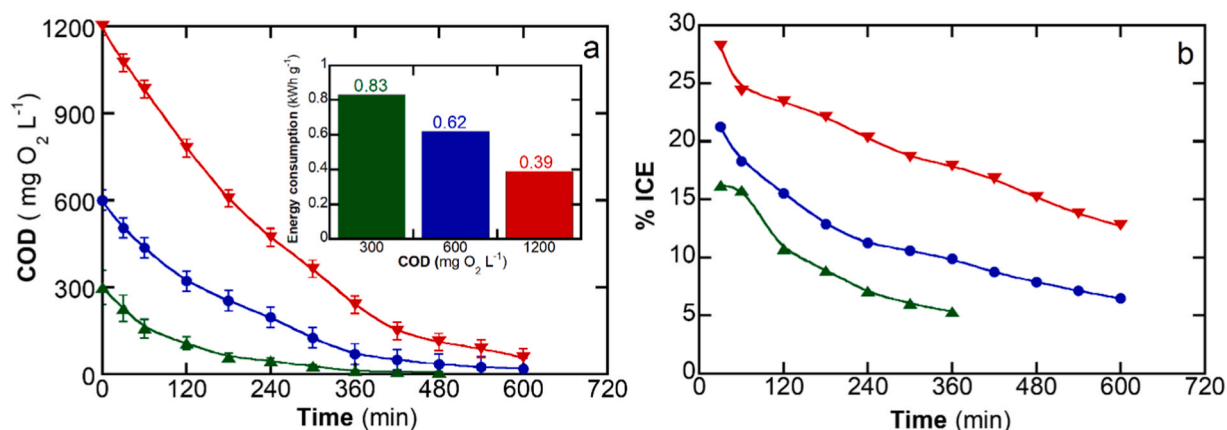 a
COD ( mg O₂ L⁻¹)
1200
900
600
300
0
0 120 240 360 480 600 720
Time (min)
Energy consumption (kWh g⁻¹)
1
0.8
0.6
0.4
0.2
0
0.83
0.62
0.39
300 600 1200
COD (mg O₂ L⁻¹)
b
% ICE
30
25
20
15
10
5
0
0 120 240 360 480 600 720
Time (min)